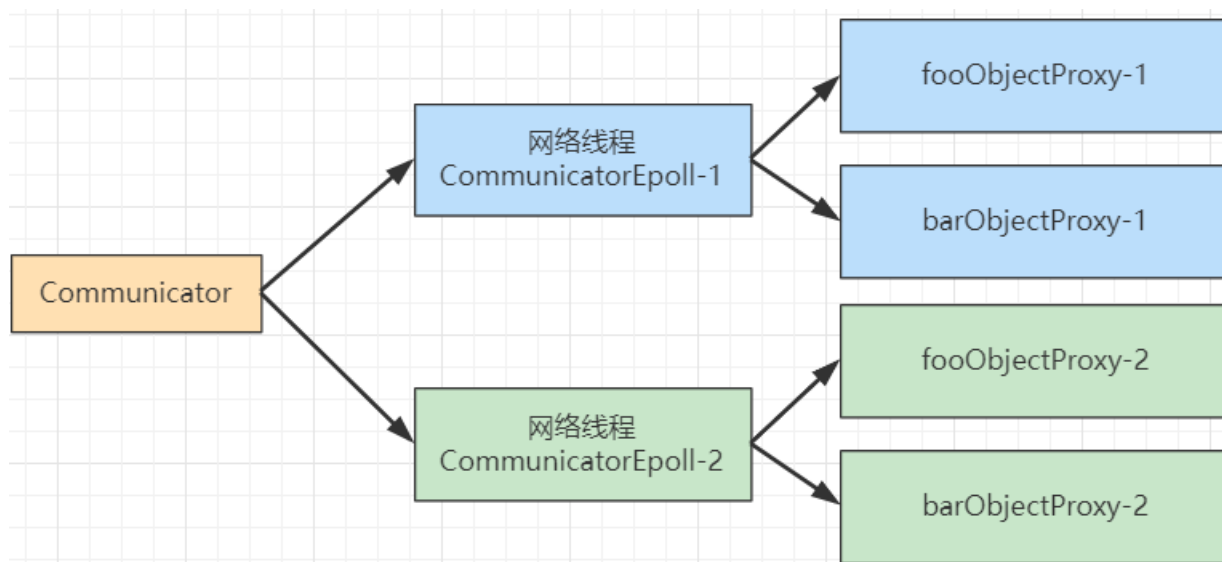 Communicator
网络线程
CommunicatorEpoll-1
fooObjectProxy-1
barObjectProxy-1
网络线程
CommunicatorEpoll-2
fooObjectProxy-2
barObjectProxy-2